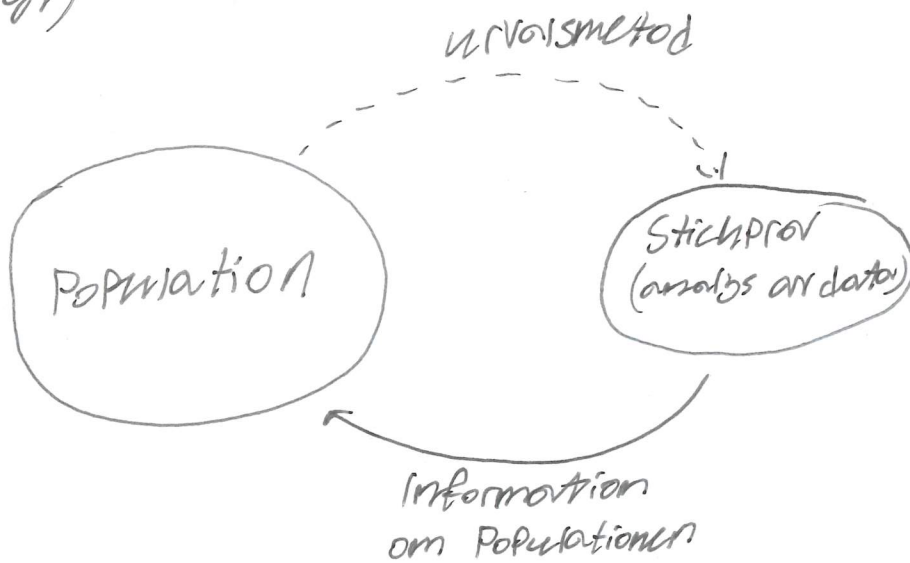 urvalsmetod
Population
Stickprov
(analys av data)
Information
om Populationen